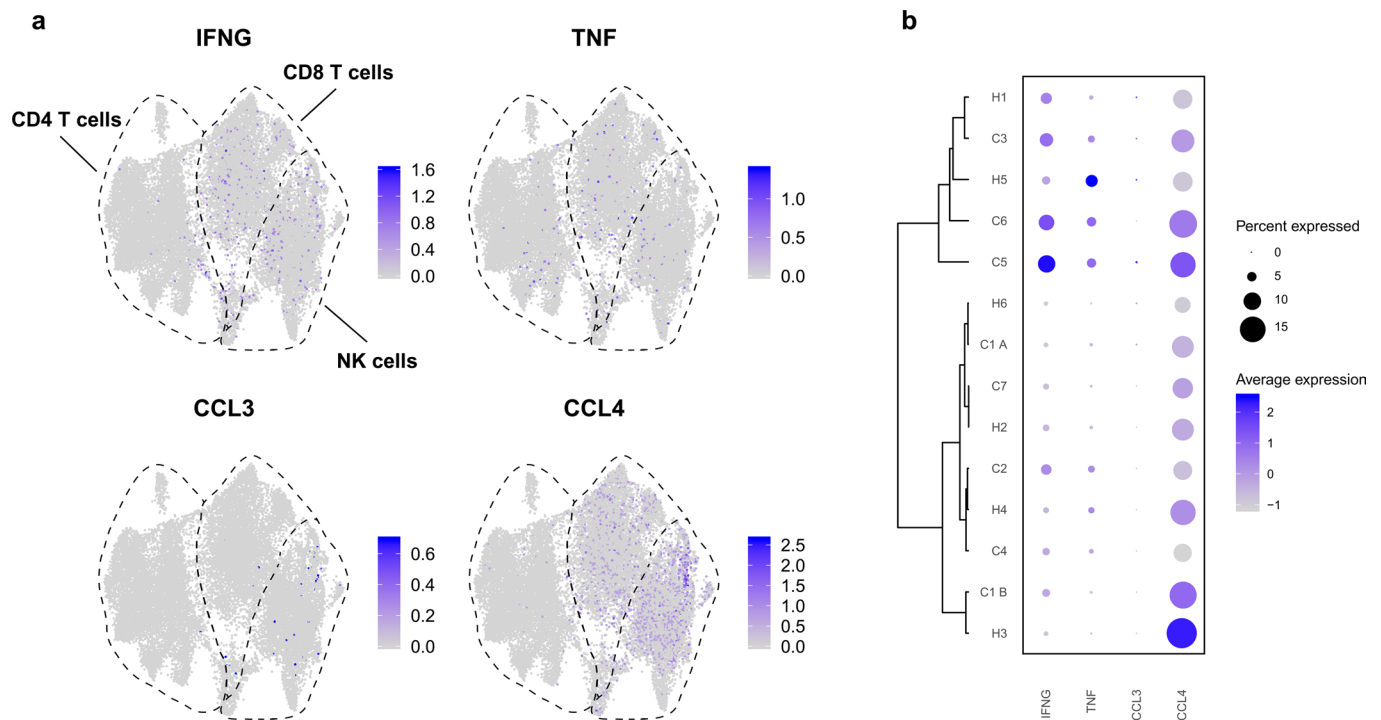 a
IFNG
TNF
CD8 T cells
CD4 T cells
NK cells
1.6
1.2
0.8
0.4
0.0
1.0
0.5
0.0
CCL3
CCL4
0.6
0.4
0.2
0.0
2.5
2.0
1.5
1.0
0.5
0.0
b
H1
C3
H5
C6
C5
H6
C1 A
C7
H2
C2
H4
C4
C1 B
H3
IFNG
TNF
CCL3
CCL4
Percent expressed
0
5
10
15
Average expression
2
1
0
−1